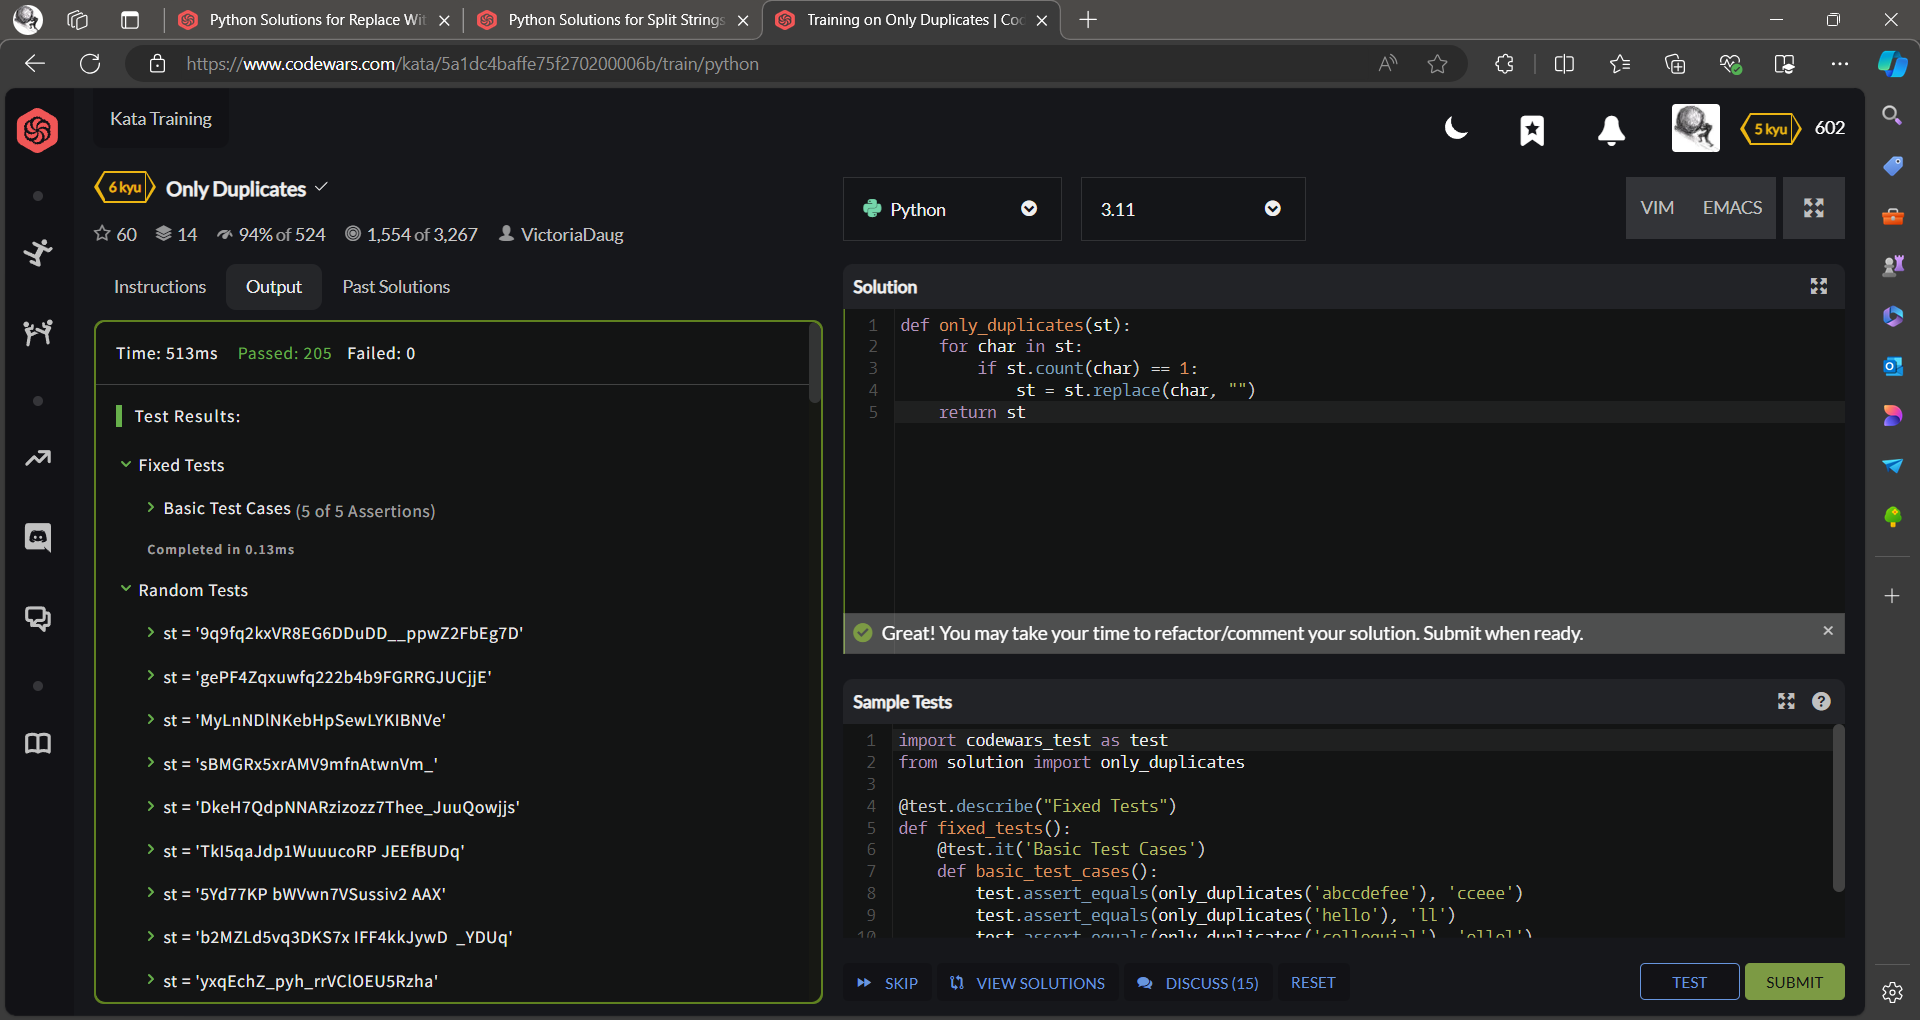 Python Solutions for Replace Wit
Python Solutions for Split Strings
Training on Only Duplicates | Co
https://www.codewars.com/kata/5a1dc4baffe75f270200006b/train/python
Kata Training
5 kyu
602
6 kyu
Only Duplicates
60
14
94% of 524
1,554 of 3,267
VictoriaDaug
Python
3.11
VIM
EMACS
Instructions
Output
Past Solutions
Time: 513ms Passed: 205 Failed: 0
Test Results:
Fixed Tests
Basic Test Cases (5 of 5 Assertions)
Completed in 0.13ms
Random Tests
st = '9q9fq2kxVR8EG6DDuDD__ppwZ2FbEg7D'
st = 'gePF4Zqxuwfq222b4b9FGRRGJUCjjE'
st = 'MyLnNDlNKebHpSewLYKIBNVe'
st = 'sBMGRx5xrAMV9mfnAtwnVm_'
st = 'DkeH7QdpNNARzizozz7Thee_JuuQowjjs'
st = 'TkI5qaJdp1WuuucoRP JEEfBUDq'
st = '5Yd77KP bWVwn7VSussiv2 AAX'
st = 'b2MZLd5vq3DKS7x IFF4kkJywD _YDUq'
st = 'yxqEchZ_pyh_rrVClOEU5Rzha'
Solution
1 def only_duplicates(st):
2     for char in st:
3         if st.count(char) == 1:
4             st = st.replace(char, "")
5     return st
Great! You may take your time to refactor/comment your solution. Submit when ready.
Sample Tests
1 import codewars_test as test
2 from solution import only_duplicates
3
4 @test.describe("Fixed Tests")
5 def fixed_tests():
6     @test.it('Basic Test Cases')
7     def basic_test_cases():
8         test.assert_equals(only_duplicates('abccdefee'), 'cceee')
9         test.assert_equals(only_duplicates('hello'), 'll')
10         test.assert_equals(only_duplicates('colloquial'), 'ollol')
SKIP
VIEW SOLUTIONS
DISCUSS (15)
RESET
TEST
SUBMIT